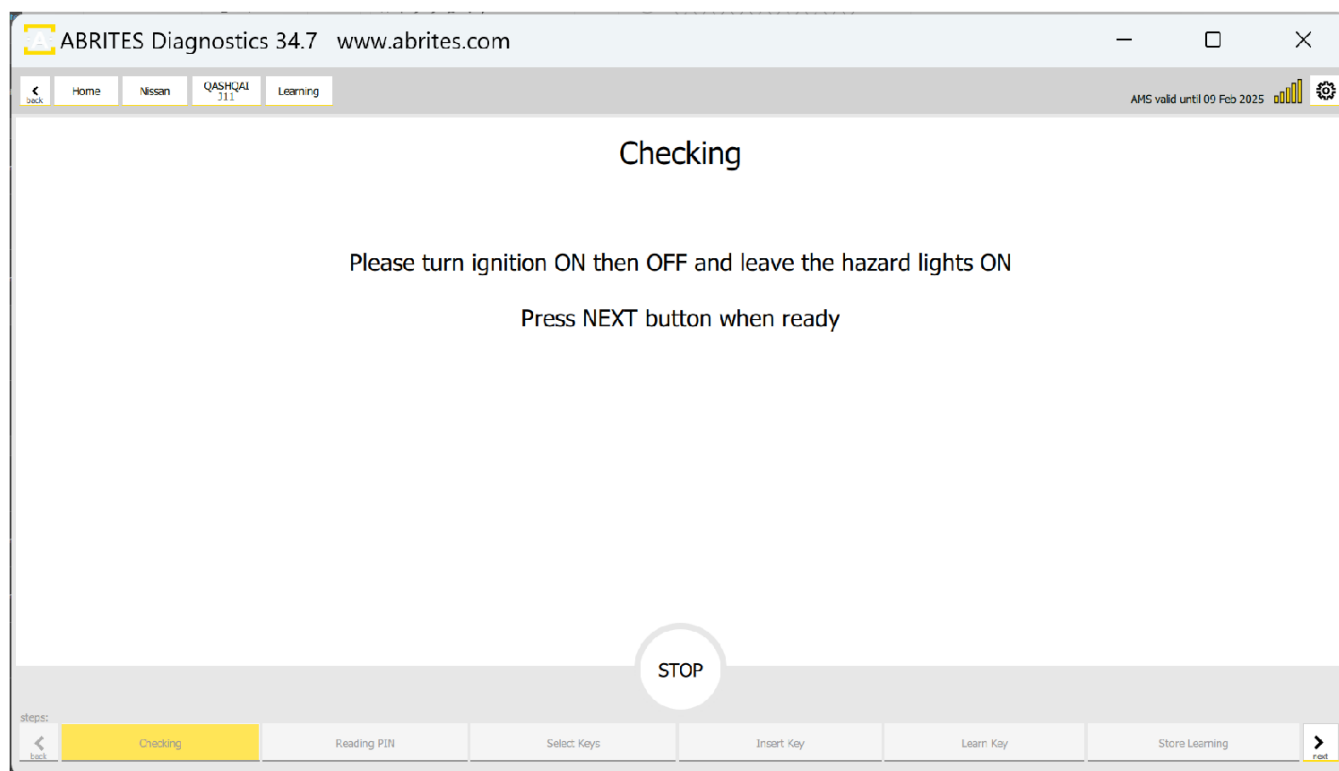 ABRITES Diagnostics 34.7 www.abrites.com
back
Home
Nissan
QASHQAI
J11
Learning
AMS valid until 09 Feb 2025
Checking
Please turn ignition ON then OFF and leave the hazard lights ON
Press NEXT button when ready
STOP
steps:
back
Checking
Reading PIN
Select Keys
Insert Key
Learn Key
Store Learning
next